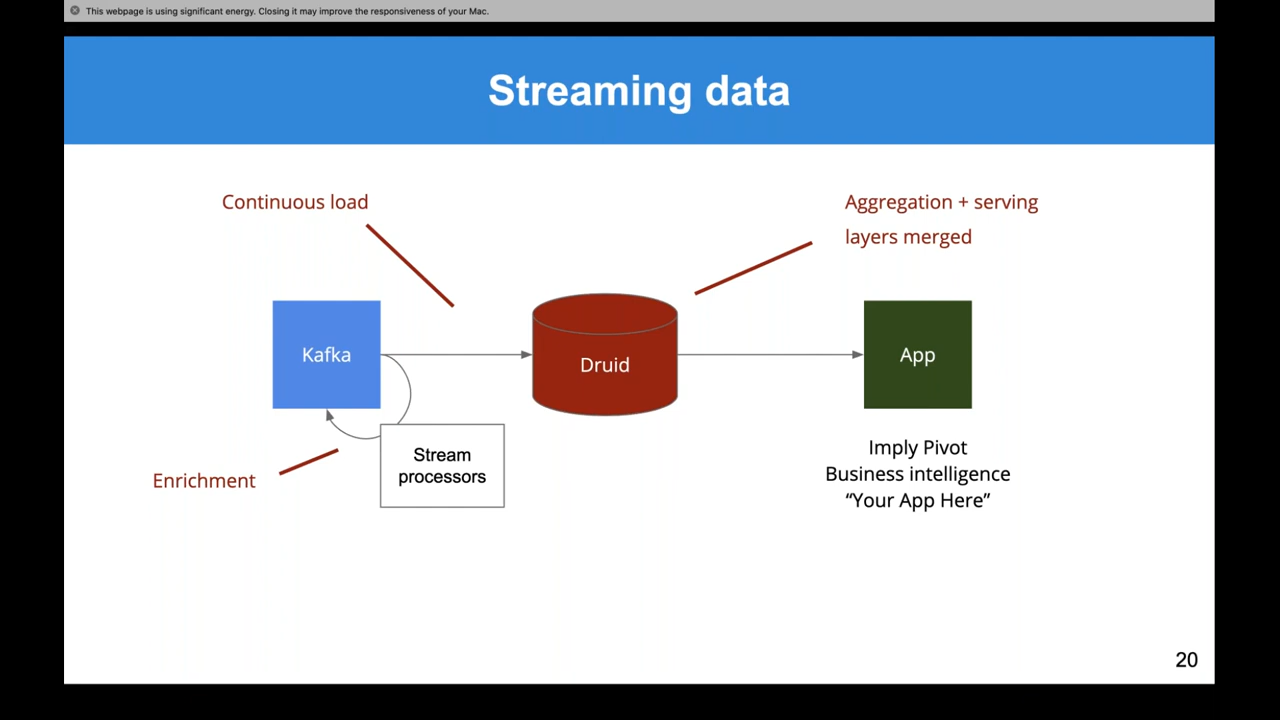 This webpage is using significant energy. Closing it may improve the responsiveness of your Mac.
Streaming data
Continuous load
Aggregation + serving
layers merged
Kafka
Druid
App
Stream
processors
Enrichment
Imply Pivot
Business intelligence
“Your App Here”
20